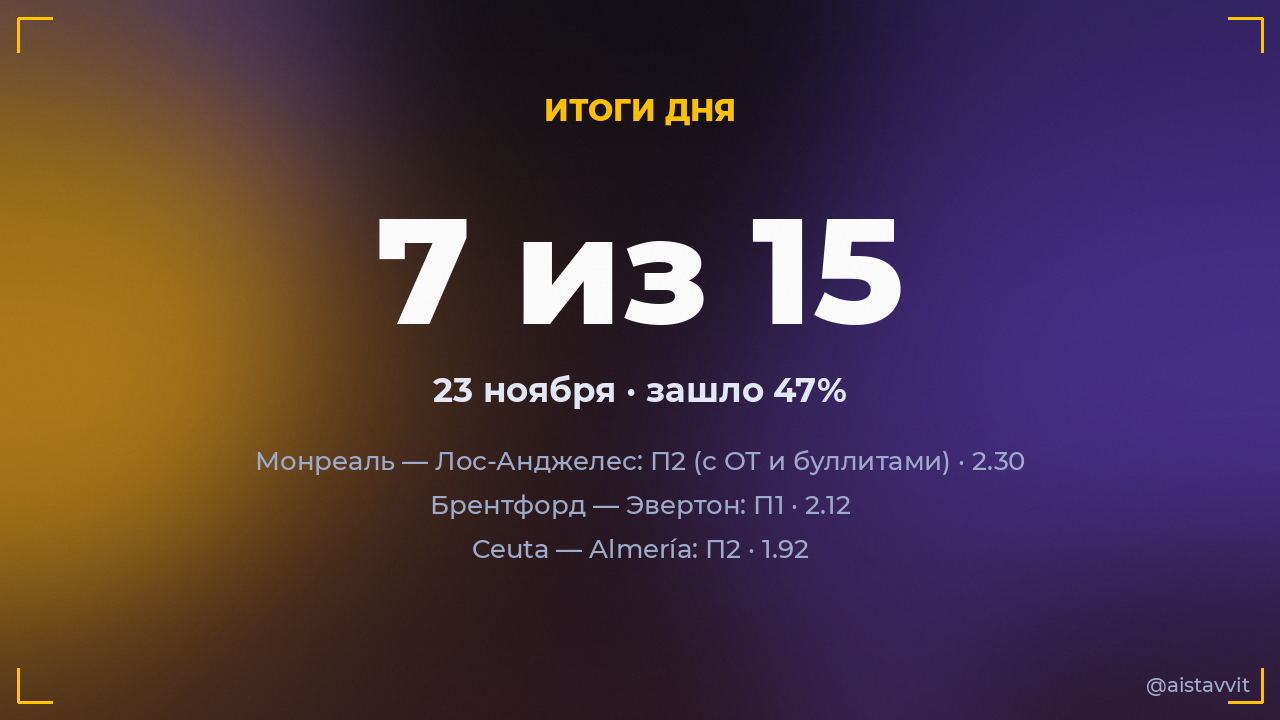 ИТОГИ ДНЯ
7 из 15
23 ноября · зашло 47%
Монреаль — Лос-Анджелес: П2 (с ОТ и буллитами) · 2.30
Брентфорд — Эвертон: П1 · 2.12
Ceuta — Almería: П2 · 1.92
@aistavvit